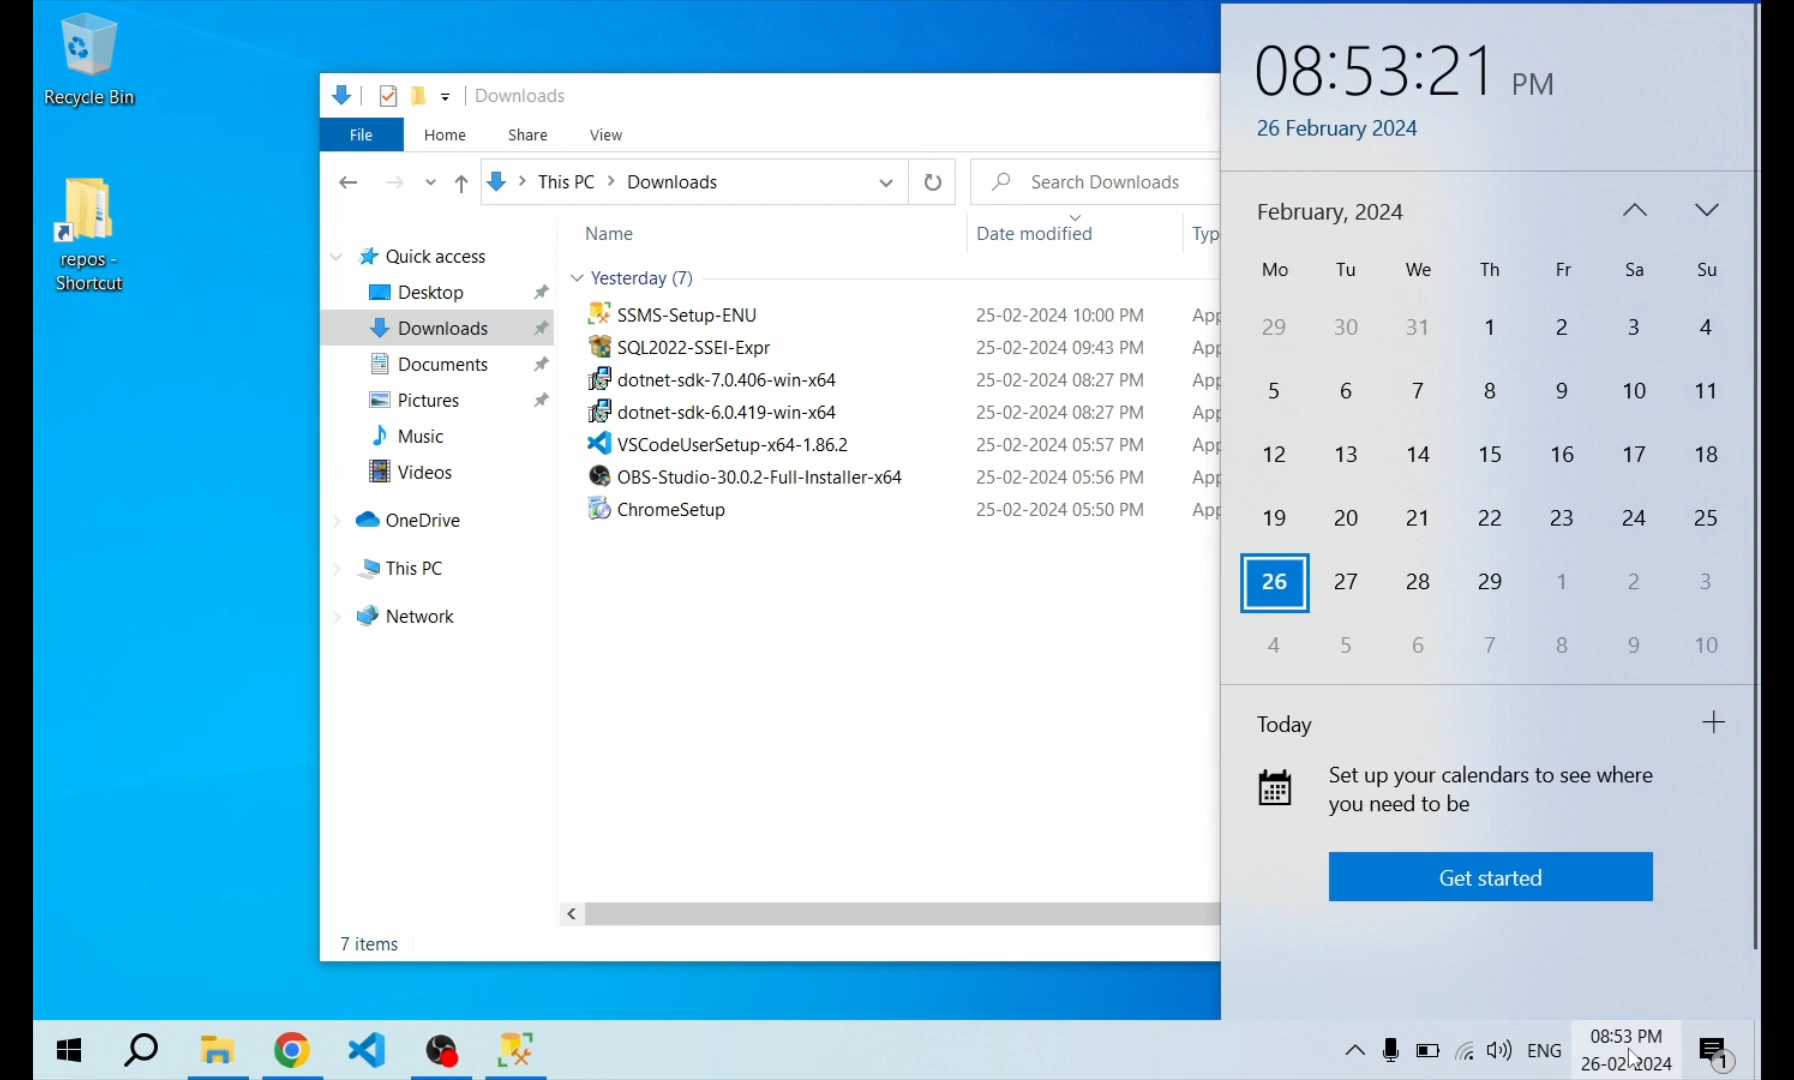 Recycle Bin
repos -
Shortcut
Downloads
File Home Share View
This PC Downloads
Search Downloads
Quick access
Desktop
Downloads
Documents
Pictures
Music
Videos
OneDrive
This PC
Network
Name Date modified Typ
Yesterday (7)
SSMS-Setup-ENU 25-02-2024 10:00 PM App
SQL2022-SSEI-Expr 25-02-2024 09:43 PM App
dotnet-sdk-7.0.406-win-x64 25-02-2024 08:27 PM App
dotnet-sdk-6.0.419-win-x64 25-02-2024 08:27 PM App
VSCodeUserSetup-x64-1.86.2 25-02-2024 05:57 PM App
OBS-Studio-30.0.2-Full-Installer-x64 25-02-2024 05:56 PM App
ChromeSetup 25-02-2024 05:50 PM App
7 items
08:53:21 PM
26 February 2024
February, 2024
Mo Tu We Th Fr Sa Su
29 30 31 1 2 3 4
5 6 7 8 9 10 11
12 13 14 15 16 17 18
19 20 21 22 23 24 25
26 27 28 29 1 2 3
4 5 6 7 8 9 10
Today
Set up your calendars to see where
you need to be
Get started
ENG
08:53 PM
26-02-2024
1